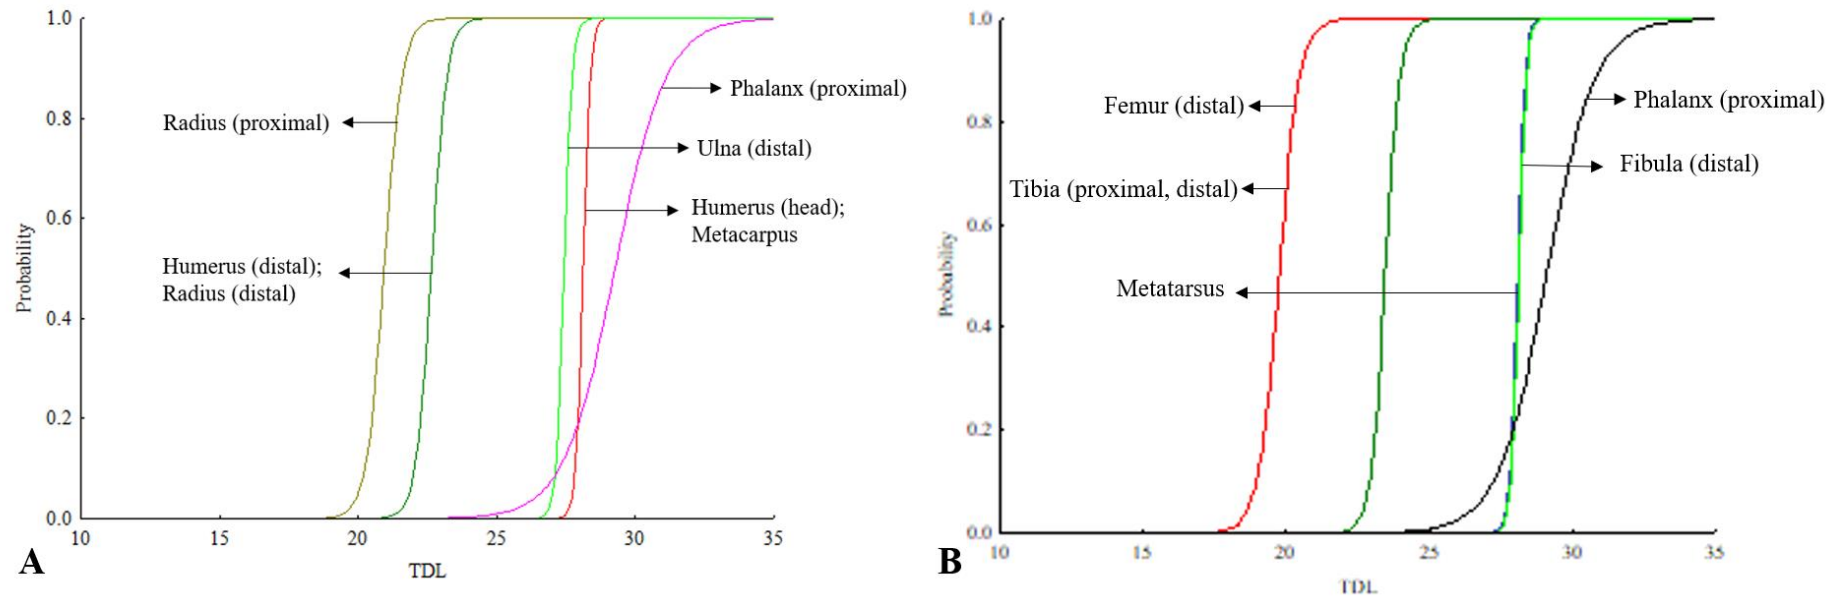 1.0
0.8
0.6
0.4
0.2
0.0
Probability
10 15 20 25 30 35
TDL
A
Radius (proximal)
Humerus (distal);
Radius (distal)
Phalanx (proximal)
Ulna (distal)
Humerus (head);
Metacarpus
1.0
0.8
0.6
0.4
0.2
0.0
Probability
10 15 20 25 30 35
TDL
B
Femur (distal)
Tibia (proximal, distal)
Metatarsus
Phalanx (proximal)
Fibula (distal)